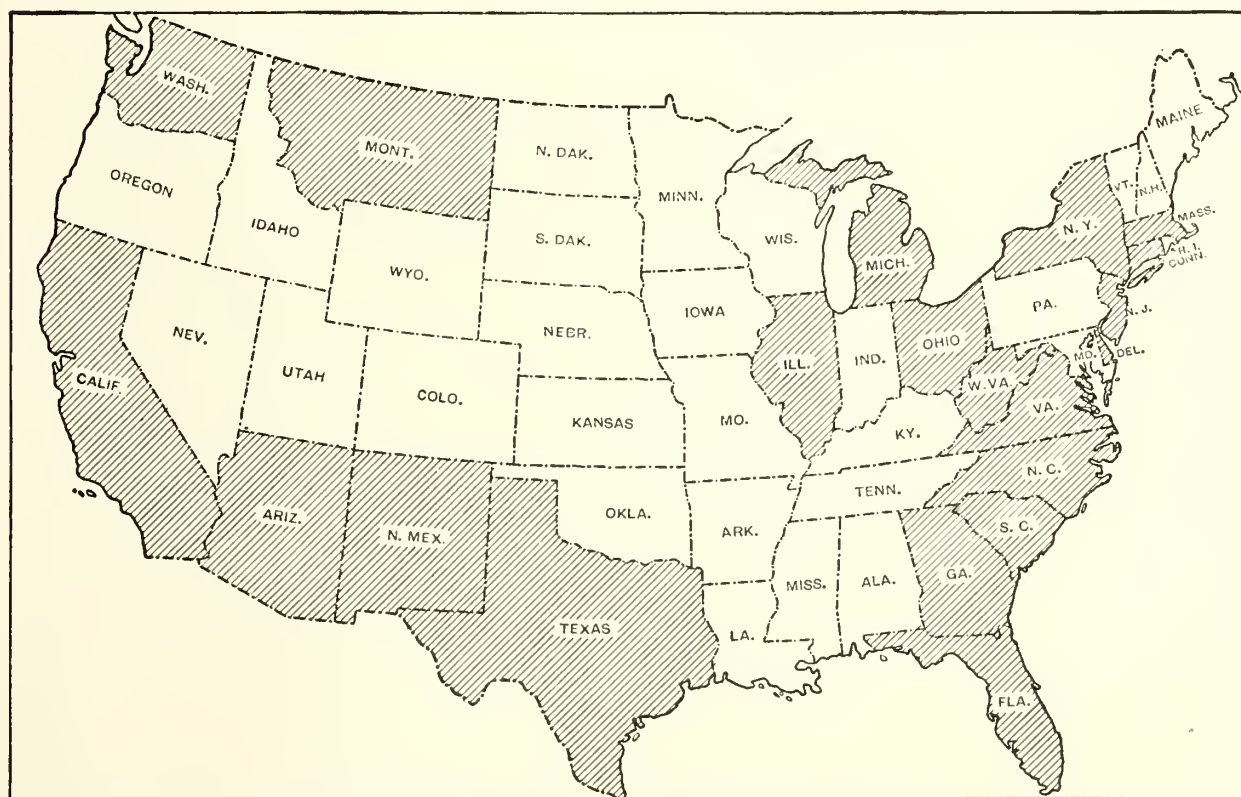 WASH.
MONT.
N. DAK.
MINN.
OREGON
IDAHO
S. DAK.
WIS.
MICH.
WYO.
NEBR.
IOWA
NEV.
UTAH
COLO.
KANSAS
MO.
ILL.
IND.
OHIO
CALIF.
ARIZ.
N. MEX.
OKLA.
ARK.
TEXAS
LA.
MISS.
ALA.
GA.
FLA.
TENN.
KY.
S. C.
N. C.
VA.
W. VA.
MD.
DEL.
PA.
N. J.
N. Y.
CONN.
R. I.
MASS.
VT.
N.H.
MAINE